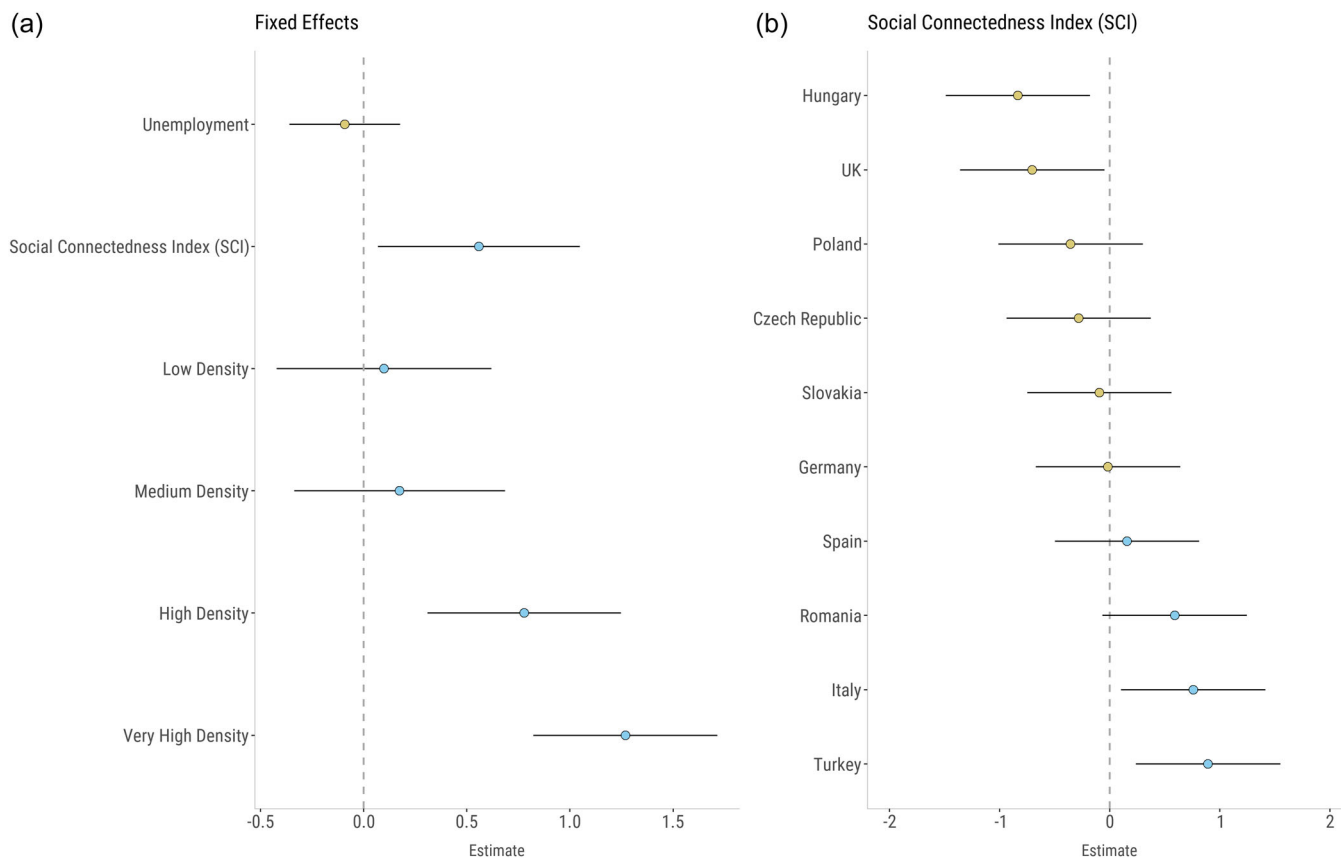 (a)
Fixed Effects
Unemployment
Social Connectedness Index (SCI)
Low Density
Medium Density
High Density
Very High Density
-0.5 0.0 0.5 1.0 1.5
Estimate
(b)
Social Connectedness Index (SCI)
Hungary
UK
Poland
Czech Republic
Slovakia
Germany
Spain
Romania
Italy
Turkey
-2 -1 0 1 2
Estimate